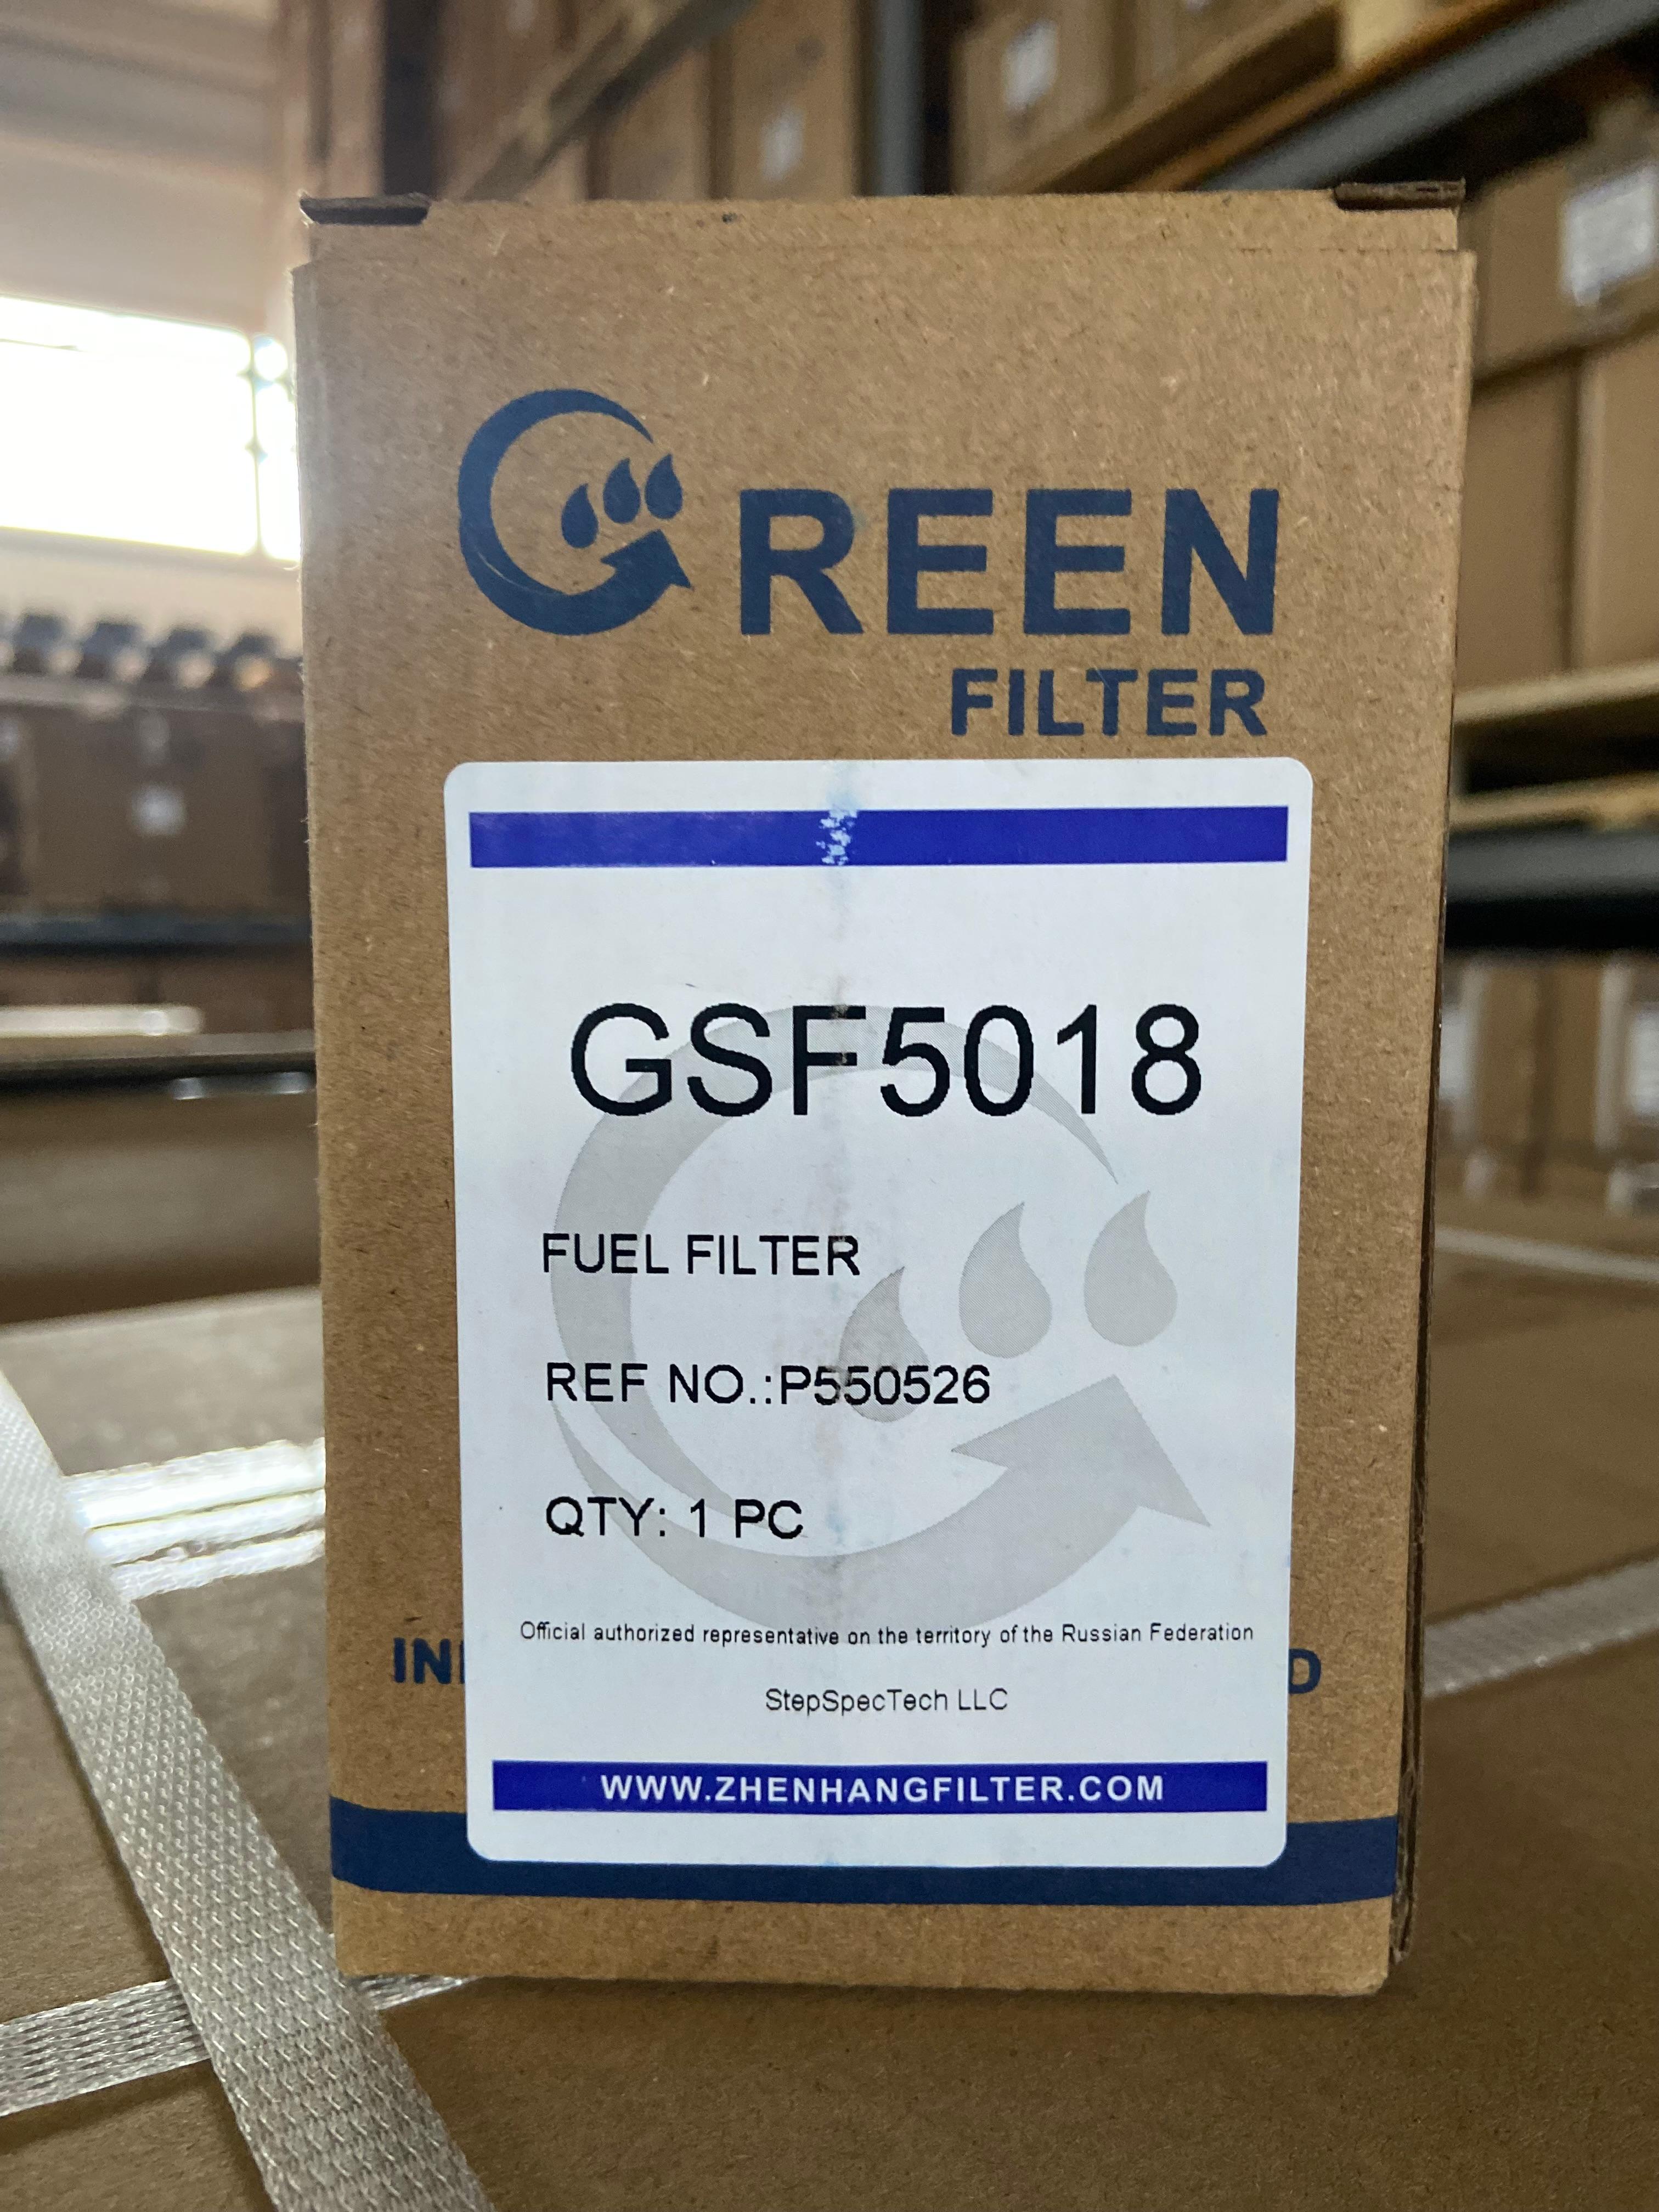 GREEN
FILTER
GSF5018
FUEL FILTER
REF NO.:P550526
QTY: 1 PC
Official authorized representative on the territory of the Russian Federation
StepSpecTech LLC
WWW.ZHENHANGFILTER.COM